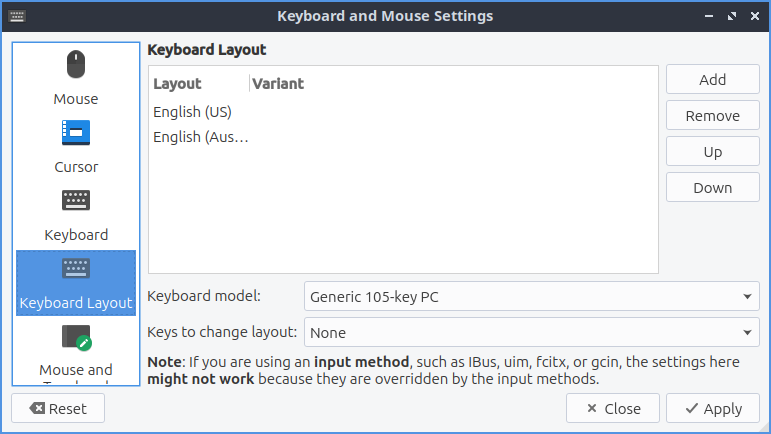 Keyboard and Mouse Settings
Mouse
Cursor
Keyboard
Keyboard Layout
Mouse and
Keyboard Layout
Layout Variant
English (US)
English (Aus...
Add
Remove
Up
Down
Keyboard model: Generic 105-key PC
Keys to change layout: None
Note: If you are using an input method, such as IBus, uim, fcitx, or gcin, the settings here
might not work because they are overridden by the input methods.
Reset
Close
Apply